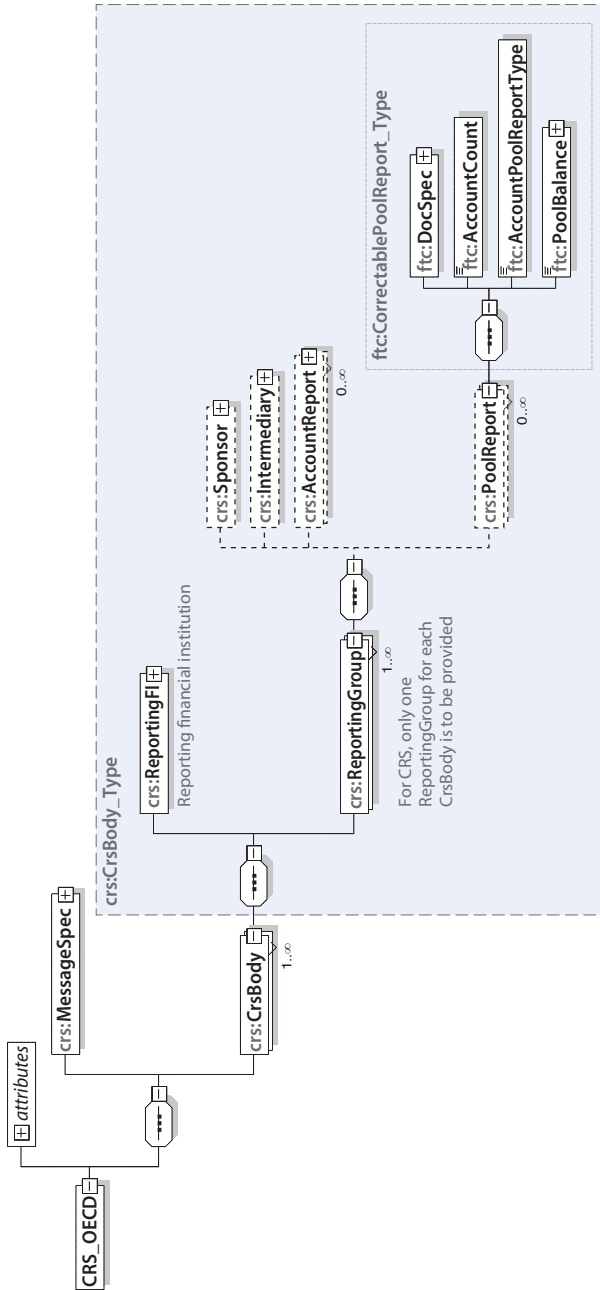 CRS_OECD
attributes
crs:MessageSpec
crs:CrsBody
1..∞
crs:CrsBody_Type
crs:ReportingFI
Reporting financial institution
crs:ReportingGroup
1..∞
For CRS, only one
ReportingGroup for each
CrsBody is to be provided
crs:Sponsor
crs:Intermediary
crs:AccountReport
0..∞
crs:PoolReport
0..∞
ftc:CorrectablePoolReport_Type
ftc:DocSpec
ftc:AccountCount
ftc:AccountPoolReportType
ftc:PoolBalance